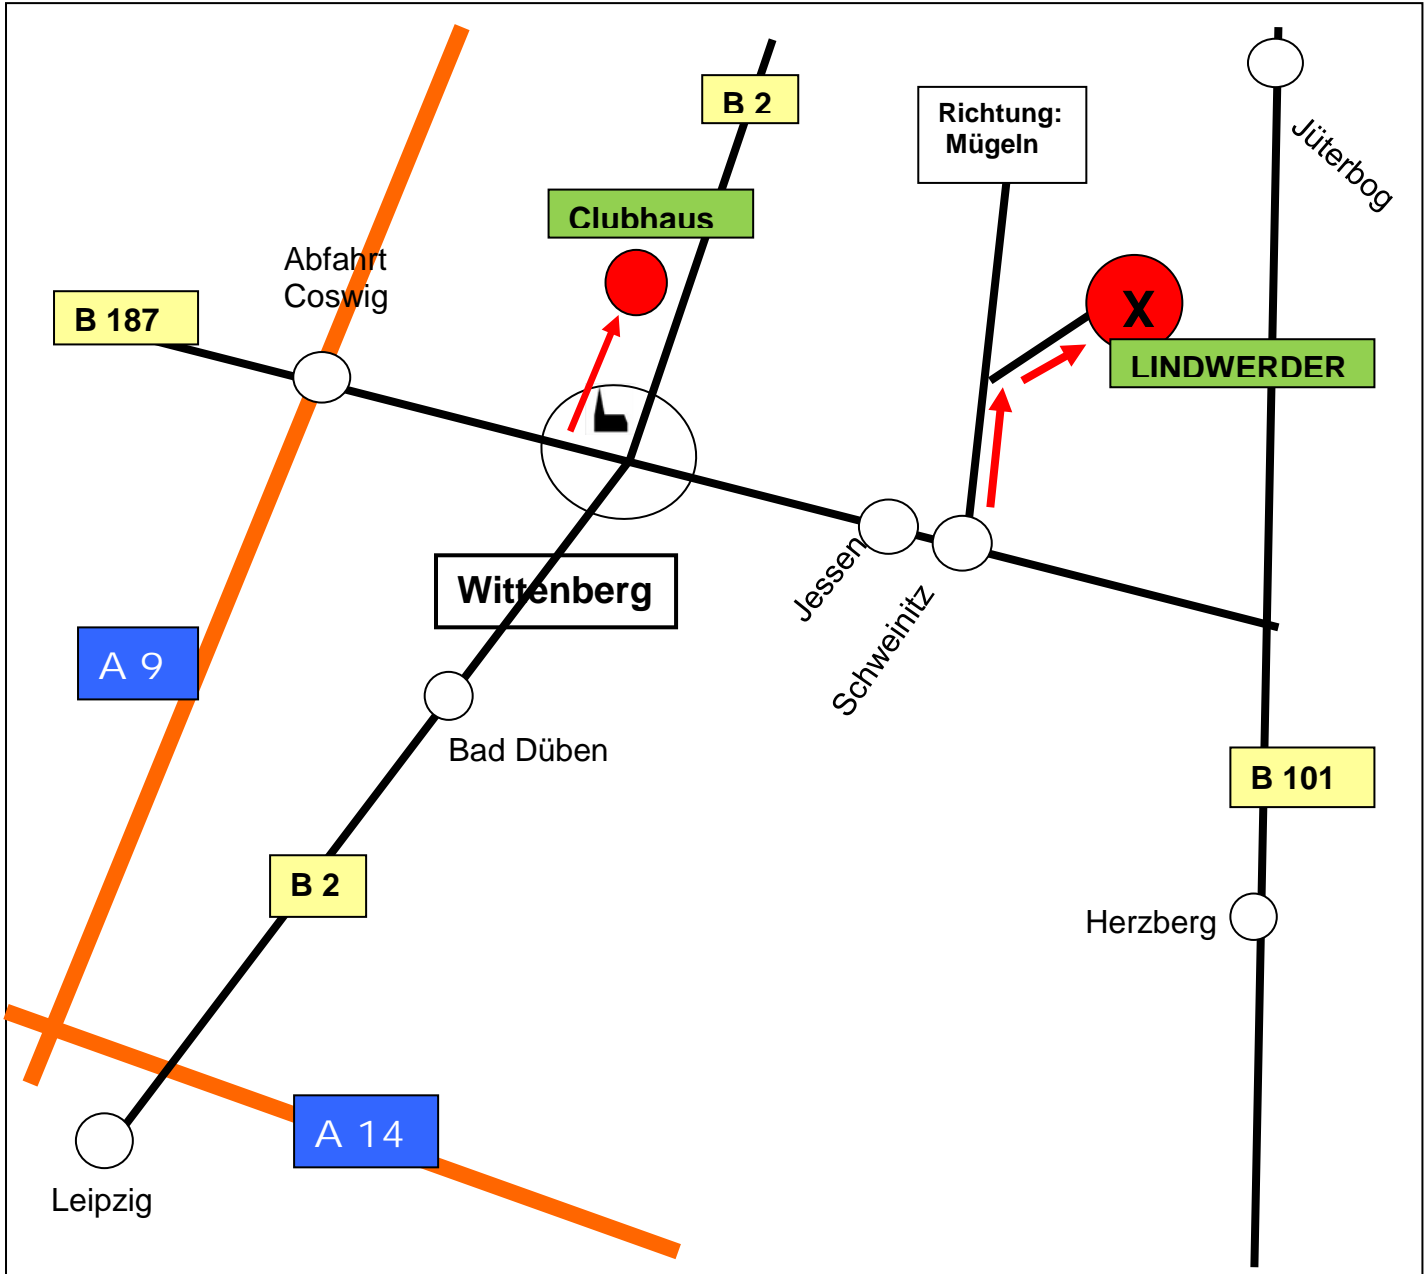 B 2
Richtung:
Mügeln
Jüterbog
Clubhaus
Abfahrt
Coswig
B 187
X
LINDWERDER
Jessen
Schweinitz
Wittenberg
A 9
Bad Düben
B 101
B 2
Herzberg
A 14
Leipzig